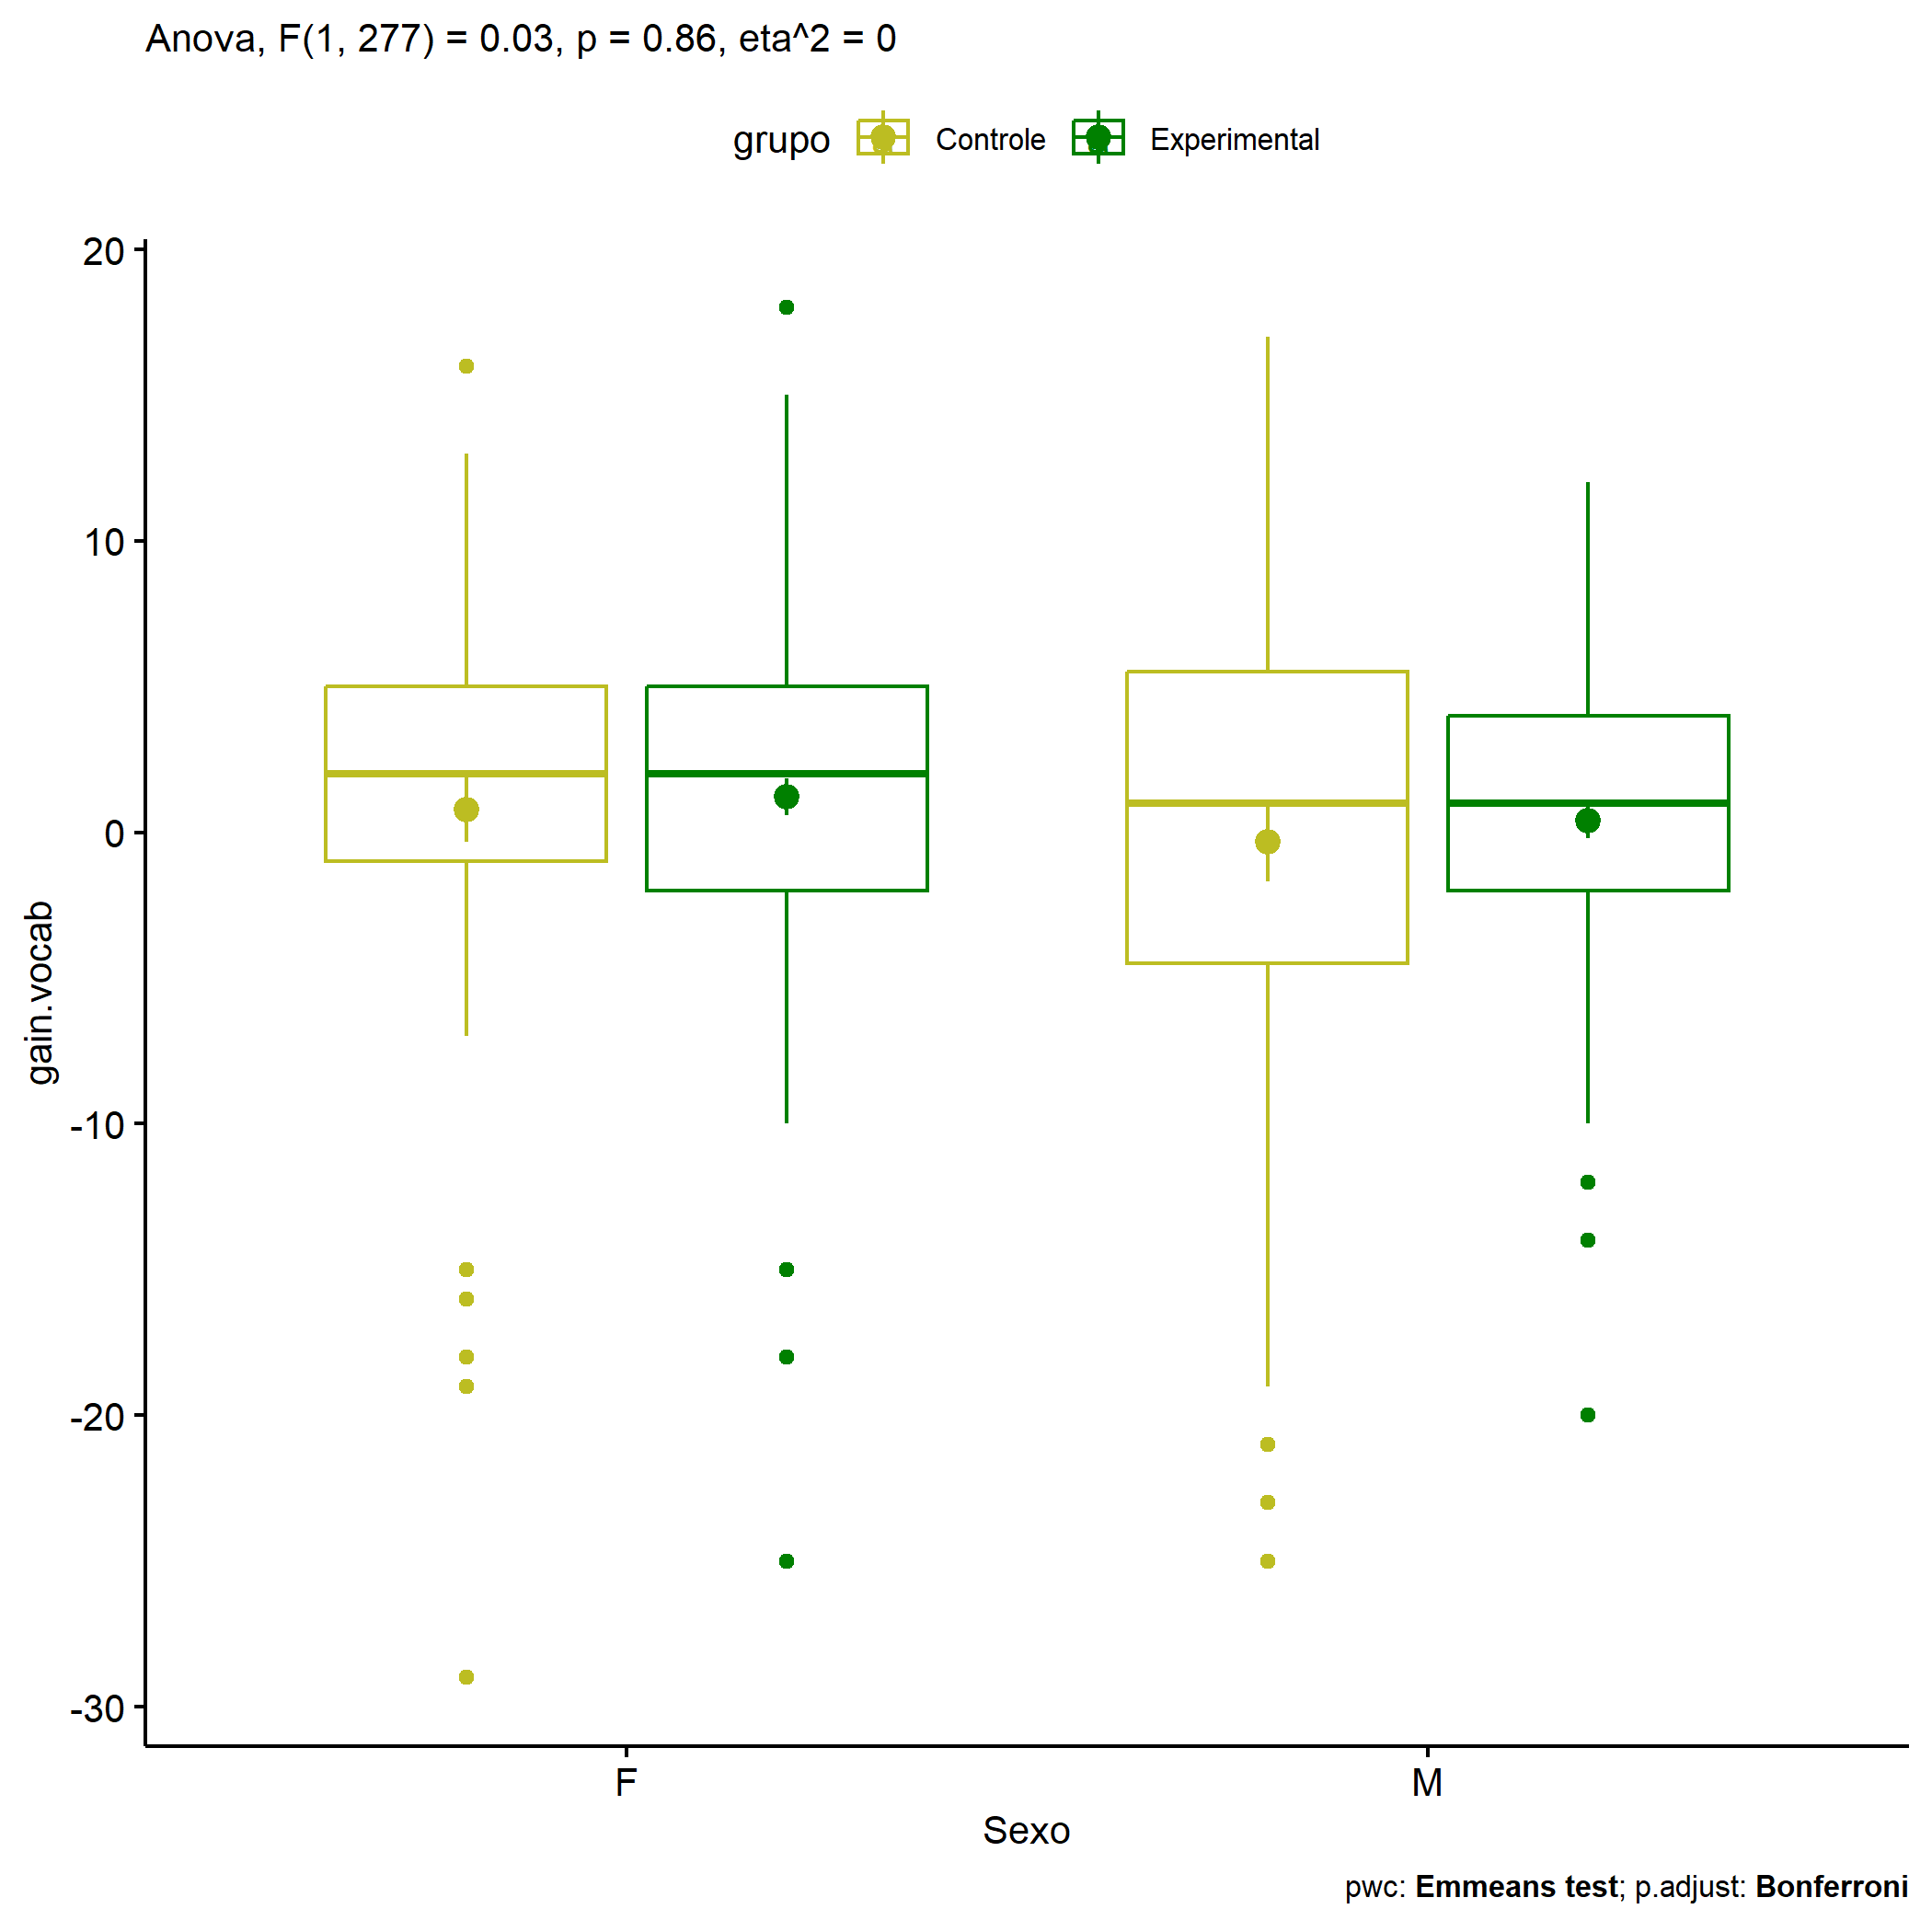 Anova, F(1, 277) = 0.03, p = 0.86, eta^2 = 0
grupo Controle Experimental
20
10
0
-10
-20
-30
gain.vocab
F M
Sexo
pwc: Emmeans test; p.adjust: Bonferroni